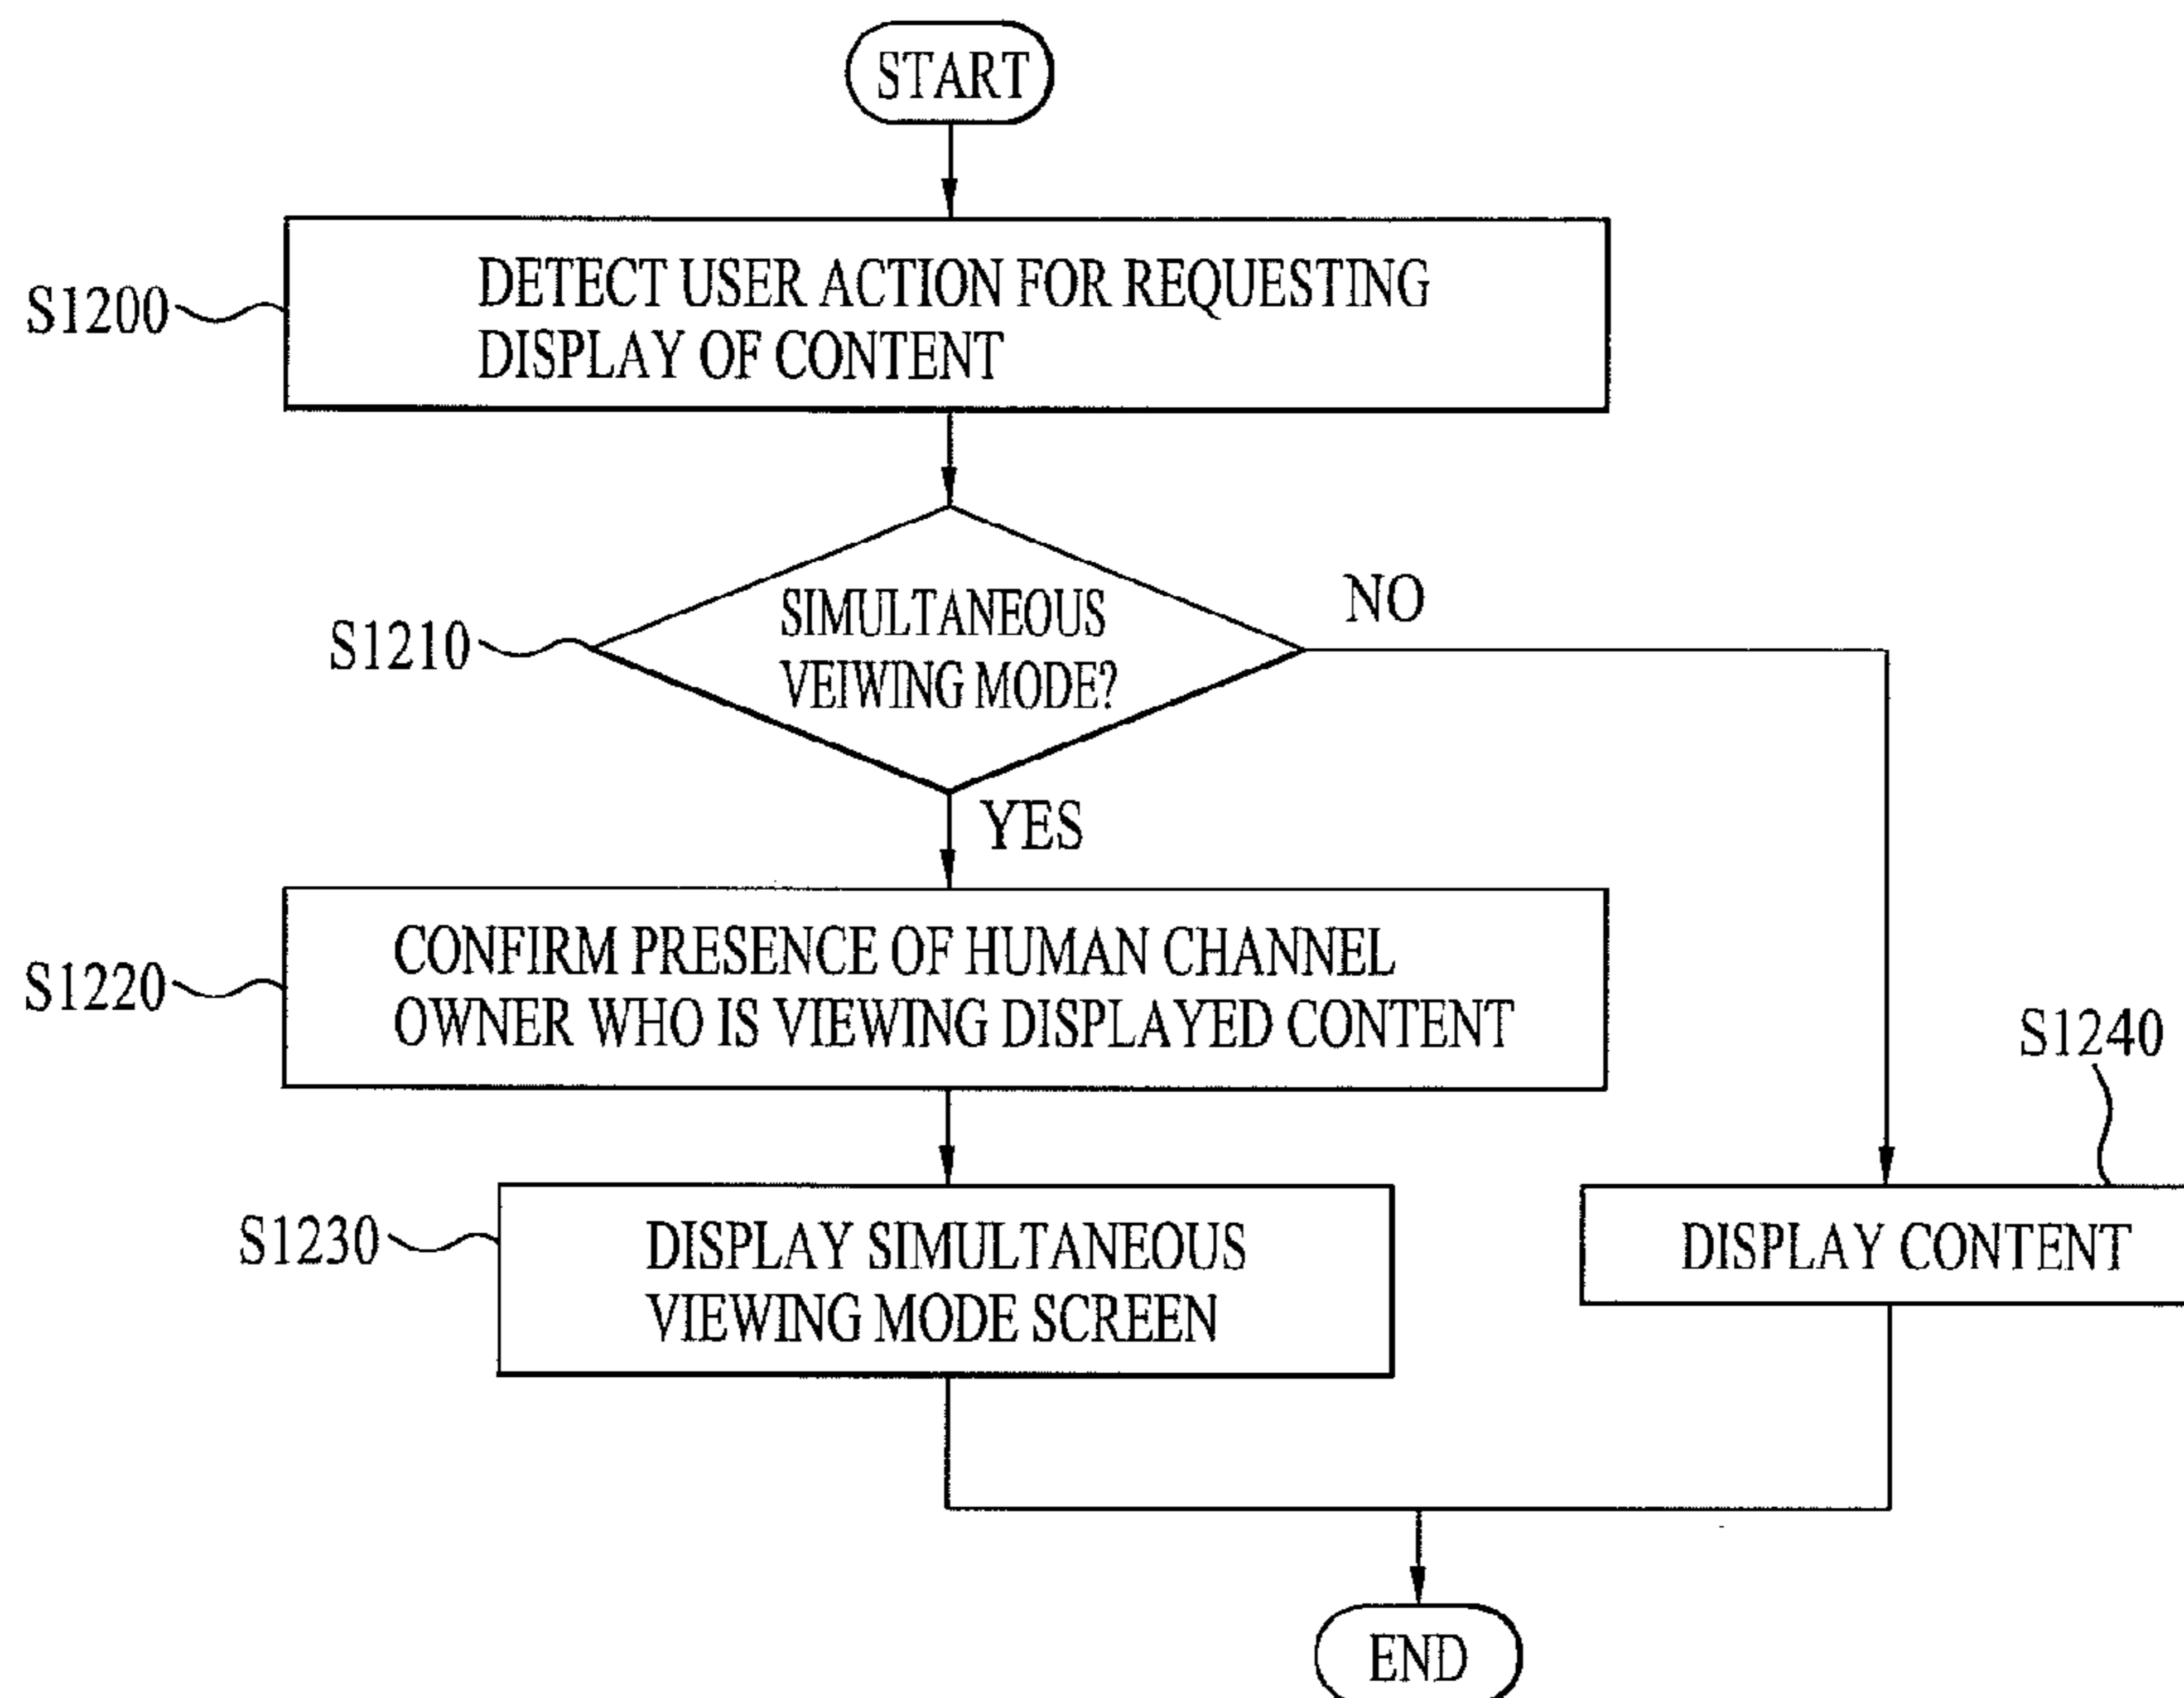 START
S1200
DETECT USER ACTION FOR REQUESTING
DISPLAY OF CONTENT
S1210
SIMULTANEOUS
VEIWING MODE?
NO
YES
S1220
CONFIRM PRESENCE OF HUMAN CHANNEL
OWNER WHO IS VIEWING DISPLAYED CONTENT
S1230
DISPLAY SIMULTANEOUS
VIEWING MODE SCREEN
S1240
DISPLAY CONTENT
END